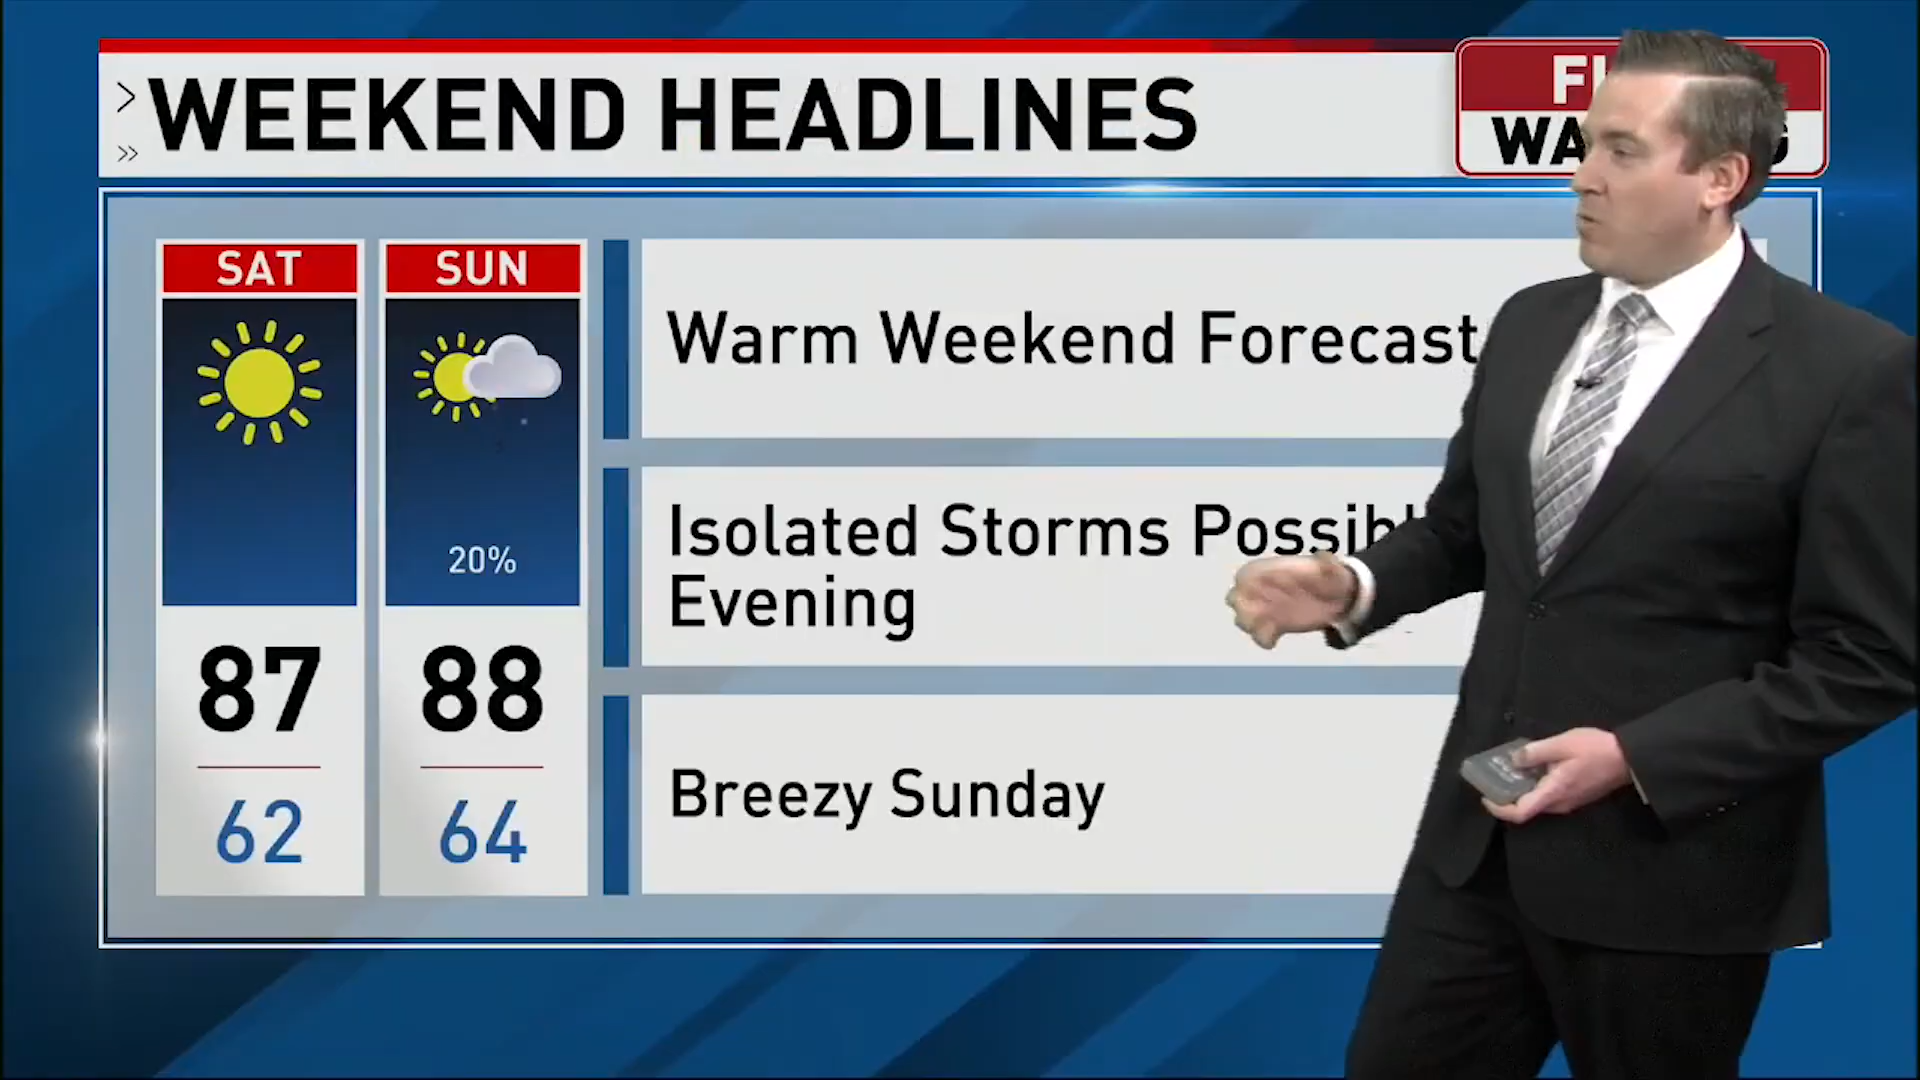 WEEKEND HEADLINES
SAT
SUN
20%
87
88
62
64
Warm Weekend Forecast
Isolated Storms
Evening
Breezy Sunday